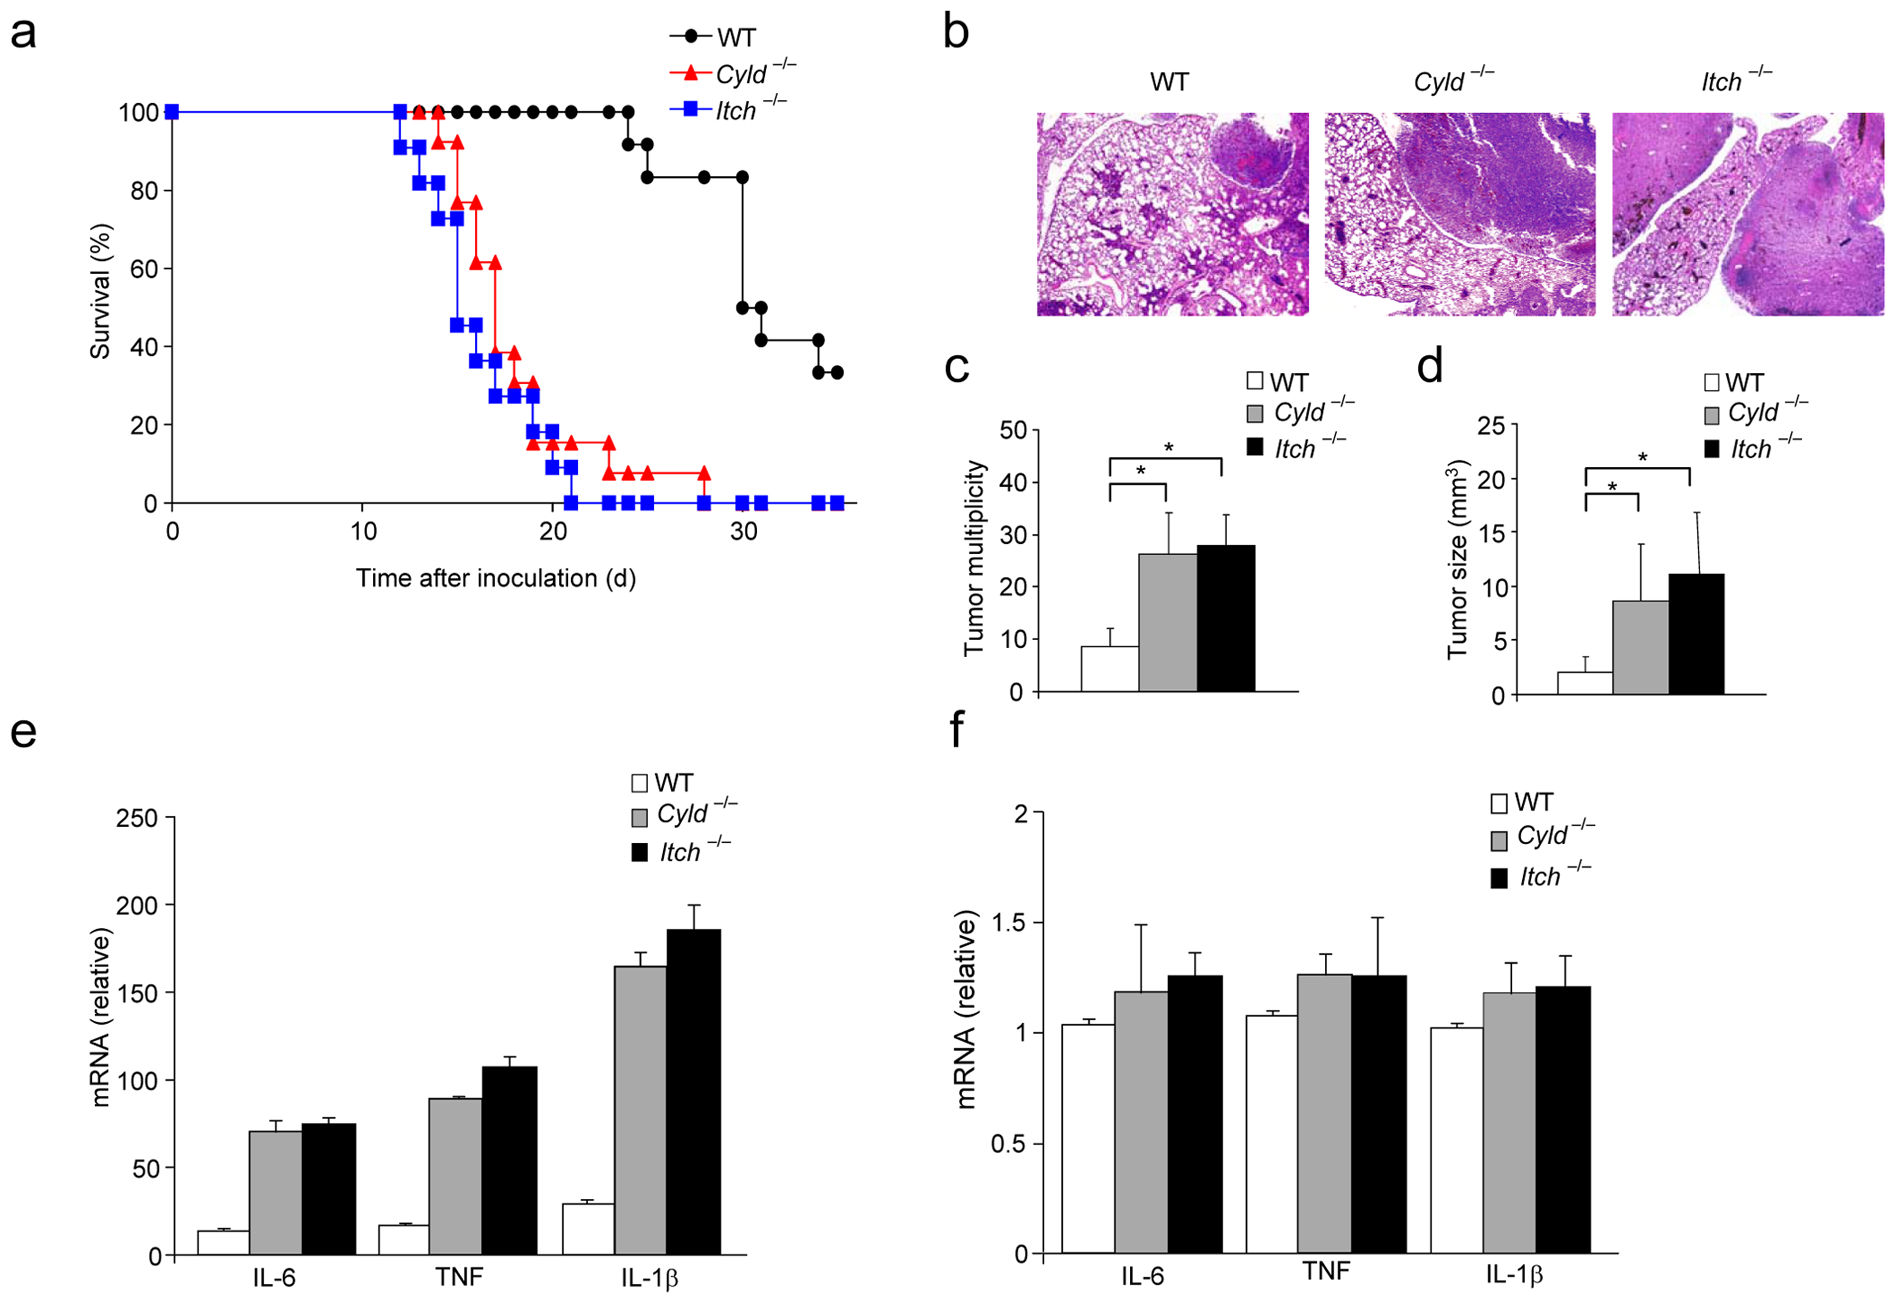 a
WT
Cyld –/–
Itch –/–
100
80
60
40
20
0
Survival (%)
0 10 20 30
Time after inoculation (d)
b
WT Cyld –/– Itch –/–
c
WT
Cyld –/–
Itch –/–
50
40
30
20
10
0
Tumor multiplicity
*
*
d
WT
Cyld –/–
Itch –/–
25
20
15
10
5
0
Tumor size (mm3)
*
*
e
WT
Cyld –/–
Itch –/–
250
200
150
100
50
0
mRNA (relative)
IL-6 TNF IL-1β
f
WT
Cyld –/–
Itch –/–
2
1.5
1
0.5
0
mRNA (relative)
IL-6 TNF IL-1β